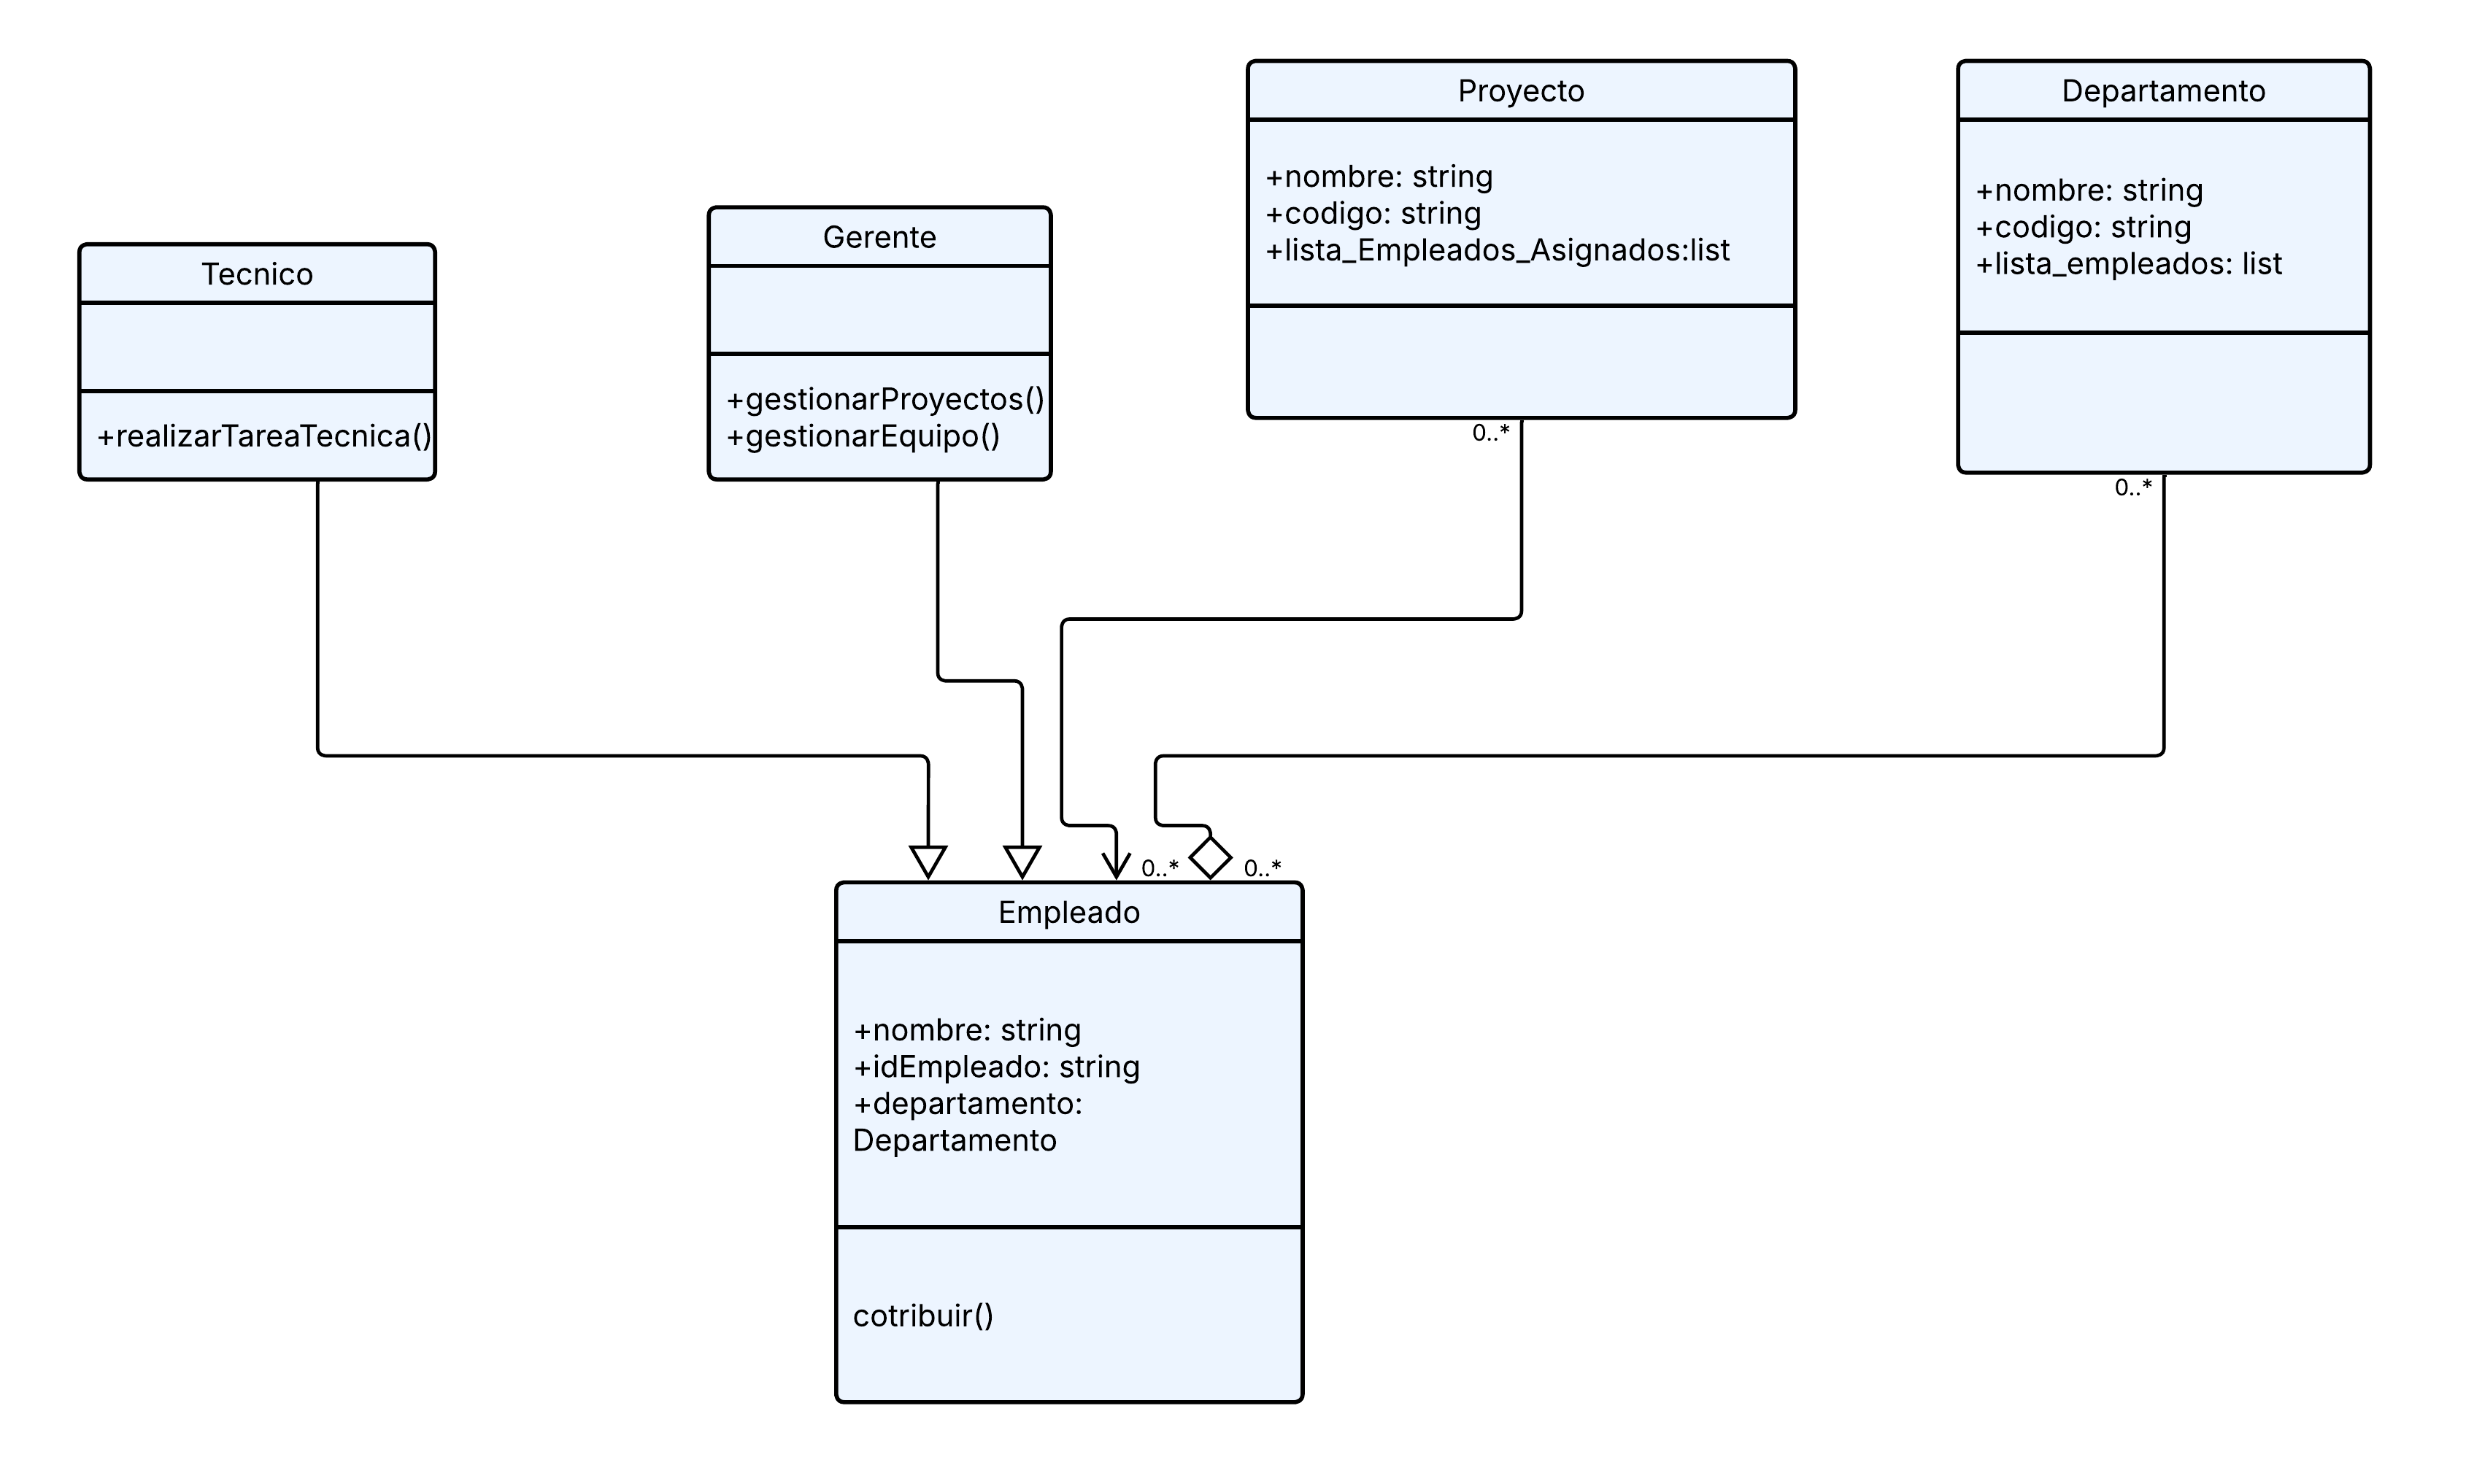 Tecnico
+realizarTareaTecnica()
Gerente
+gestionarProyectos()
+gestionarEquipo()
Proyecto
+nombre: string
+codigo: string
+lista_Empleados_Asignados:list
0..*
Departamento
+nombre: string
+codigo: string
+lista_empleados: list
0..*
0..*
0..*
Empleado
+nombre: string
+idEmpleado: string
+departamento:
Departamento
cotribuir()